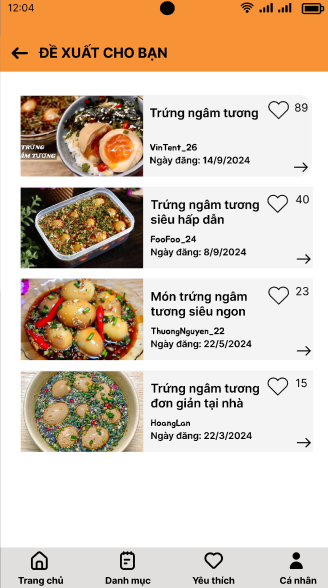 12:04
ĐỀ XUẤT CHO BẠN
TRỨNG
NGÂM TƯƠNG
Trứng ngâm tương
89
VinTent_26
Ngày đăng: 14/9/2024
Trứng ngâm tương
siêu hấp dẫn
40
FooFoo_24
Ngày đăng: 8/9/2024
Món trứng ngâm
tương siêu ngon
23
ThuongNguyen_22
Ngày đăng: 22/5/2024
Trứng ngâm tương
đơn giản tại nhà
15
HoangLan
Ngày đăng: 22/3/2024
Trang chủ
Danh mục
Yêu thích
Cá nhân